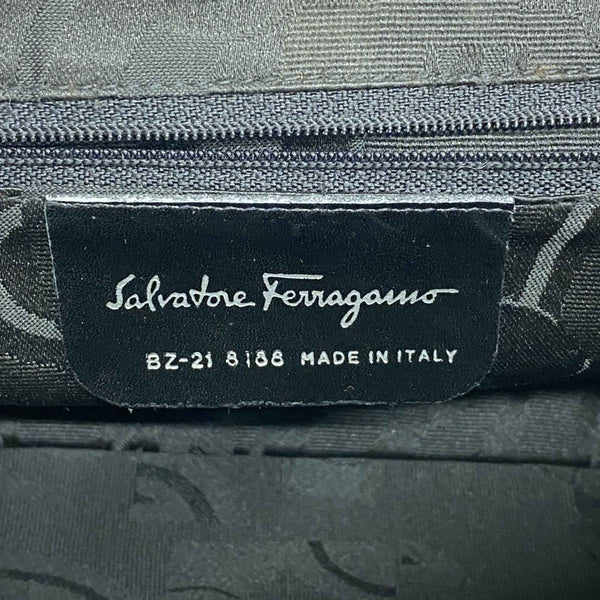 Salvatore Ferragamo
BZ-21 8188 MADE IN ITALY